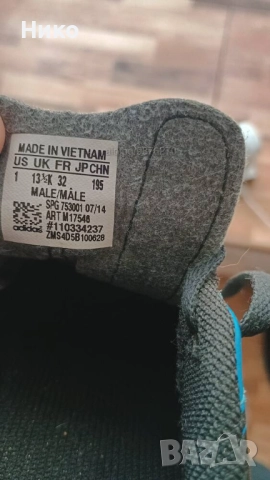 Нико
MADE IN VIETNAM
US UK FR JP CHN
1 13½K 32 195
MALE/MÂLE
SPG 753001 07/14
ART M17546
#110334237
adidas ZMS4D5B100628
BAZAR